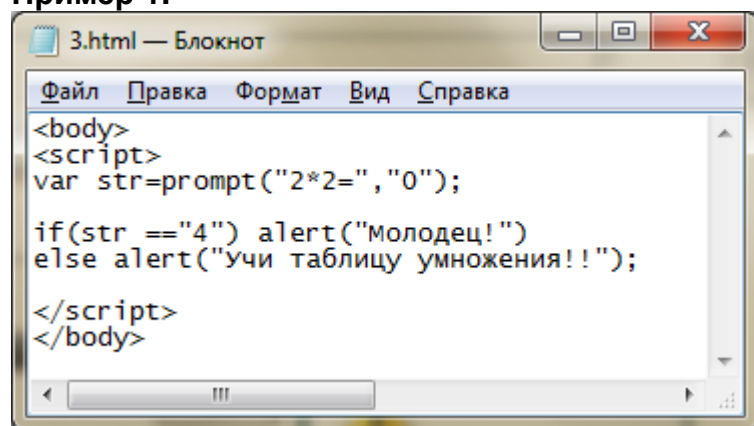 Пример 1.
3.html — Блокнот
Файл Правка Формат Вид Справка
<body>
<script>
var str=prompt("2*2=","0");
if(str =="4") alert("Молодец!")
else alert("Учи таблицу умножения!!");
</script>
</body>